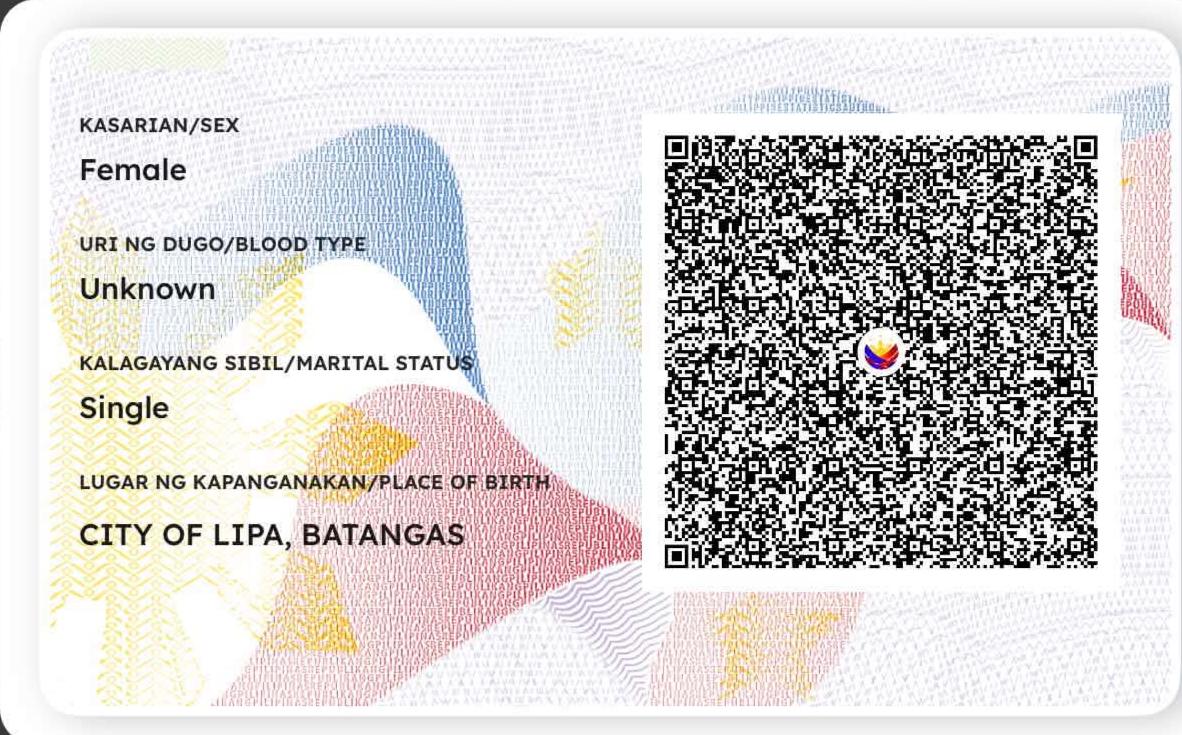 KASARIAN/SEX
Female
URI NG DUGO/BLOOD TYPE
Unknown
KALAGAYANG SIBIL/MARITAL STATUS
Single
LUGAR NG KAPANGANAKAN/PLACE OF BIRTH
CITY OF LIPA, BATANGAS